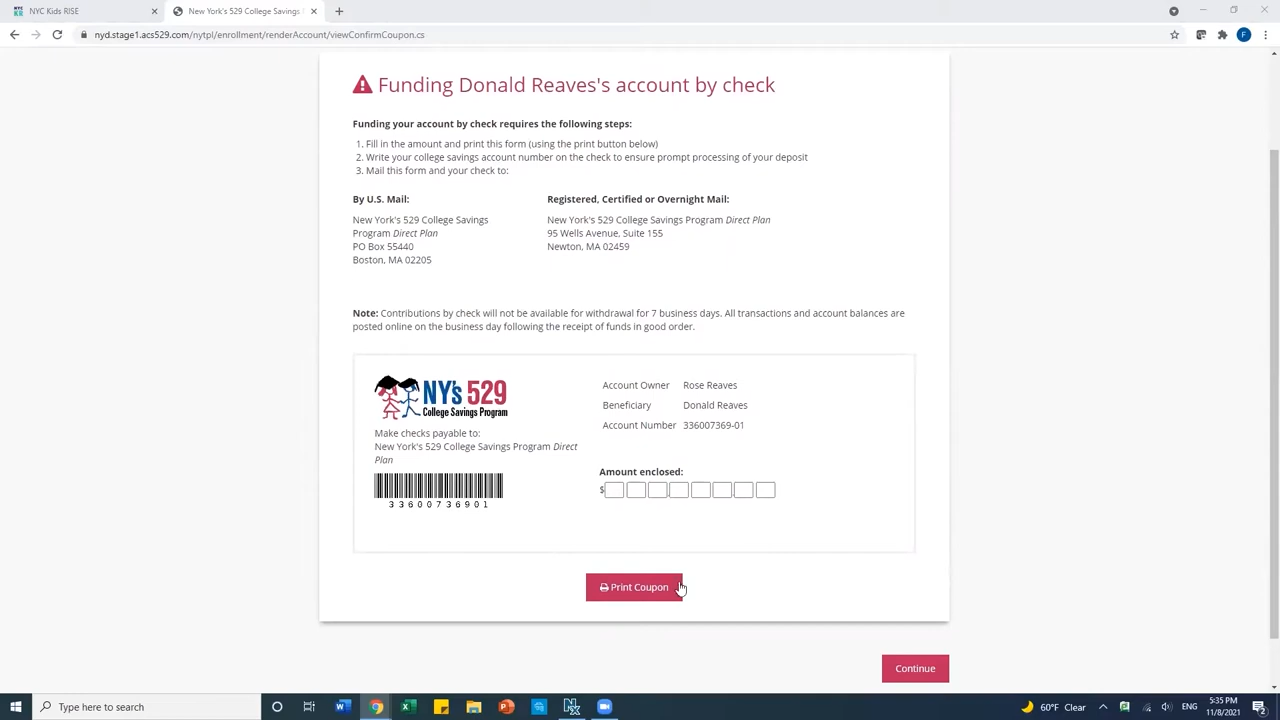 NYC Kids RISE
New York's 529 College Savings
nyd.stage1.acs529.com/nytpl/enrollment/renderAccount/viewConfirmCoupon.cs
F
Funding Donald Reaves's account by check
Funding your account by check requires the following steps:
1. Fill in the amount and print this form (using the print button below)
2. Write your college savings account number on the check to ensure prompt processing of your deposit
3. Mail this form and your check to:
By U.S. Mail:
New York's 529 College Savings
Program Direct Plan
PO Box 55440
Boston, MA 02205
Registered, Certified or Overnight Mail:
New York's 529 College Savings Program Direct Plan
95 Wells Avenue, Suite 155
Newton, MA 02459
Note: Contributions by check will not be available for withdrawal for 7 business days. All transactions and account balances are
posted online on the business day following the receipt of funds in good order.
NY's 529
College Savings Program
Make checks payable to:
New York's 529 College Savings Program Direct
Plan
33600736901
Account Owner Rose Reaves
Beneficiary Donald Reaves
Account Number 336007369-01
Amount enclosed:
$
Print Coupon
Continue
Type here to search
60°F Clear
5:35 PM
11/8/2021